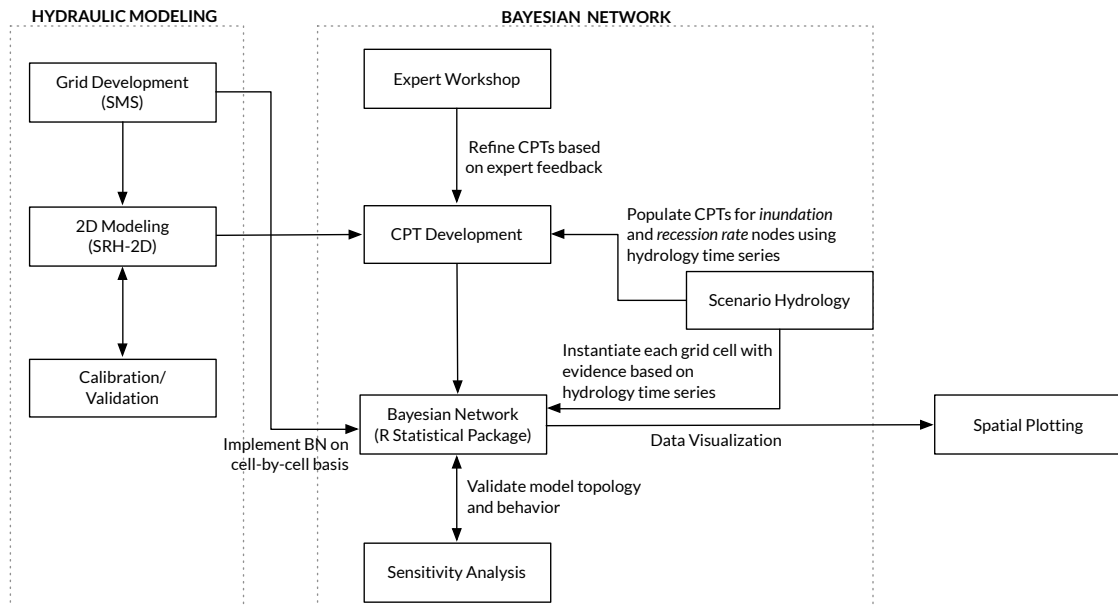 HYDRAULIC MODELING
BAYESIAN NETWORK
Grid Development
(SMS)
Expert Workshop
Refine CPTs based
on expert feedback
2D Modeling
(SRH-2D)
CPT Development
Populate CPTs for inundation
and recession rate nodes using
hydrology time series
Scenario Hydrology
Instantiate each grid cell with
evidence based on
hydrology time series
Calibration/
Validation
Bayesian Network
(R Statistical Package)
Implement BN on
cell-by-cell basis
Data Visualization
Spatial Plotting
Validate model topology
and behavior
Sensitivity Analysis